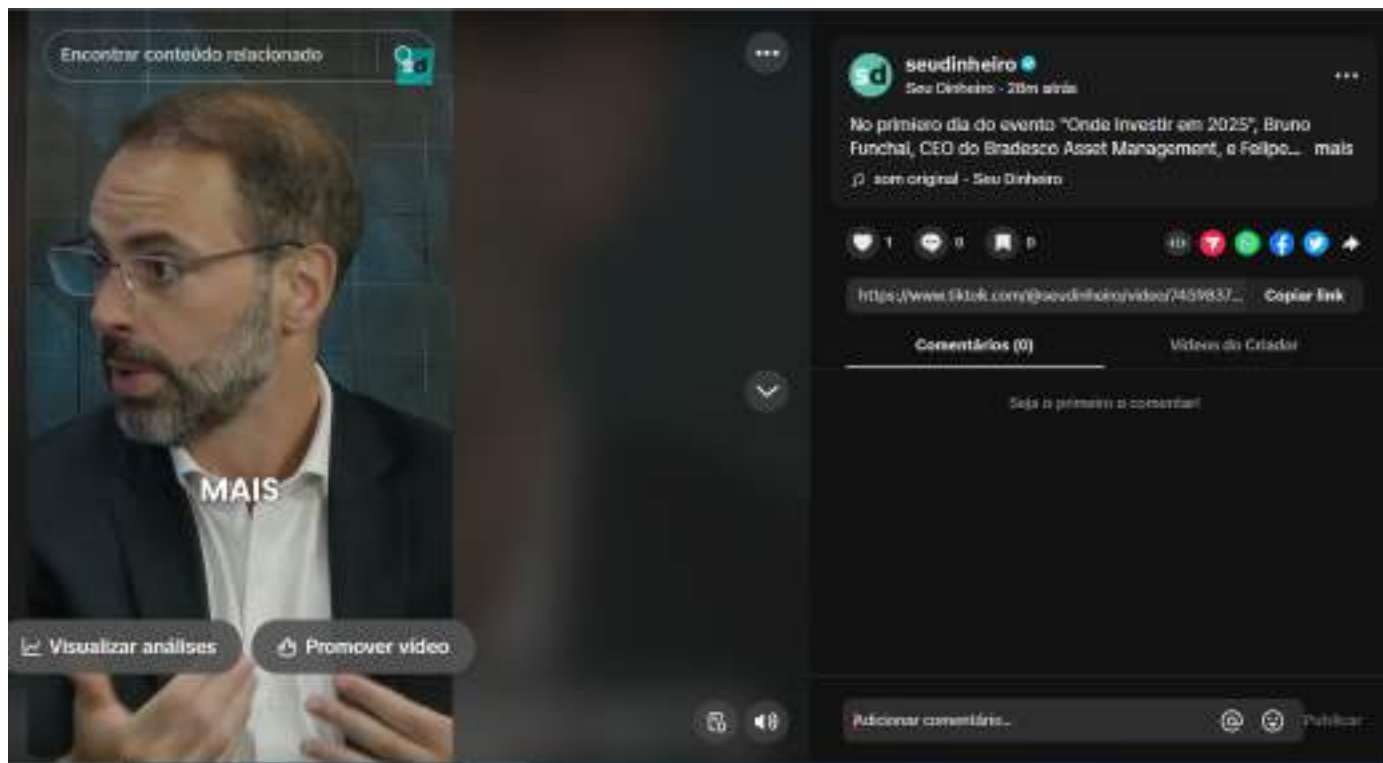 Encontrar conteúdo relacionado
sd
MAIS
Visualizar análises
Promover vídeo
sd
seudinheiro
Seu Dinheiro - 28m atrás
No primiero dia do evento "Onde Investir em 2025", Bruno
Funchal, CEO do Bradesco Asset Management, e Felipe... mais
som original - Seu Dinheiro
1
0
0
https://www.tiktok.com/@seudinheiro/video/7459837... Copiar link
Comentários (0) Vídeos do Criador
Seja o primeiro a comentar!
Adicionar comentário...
Publicar